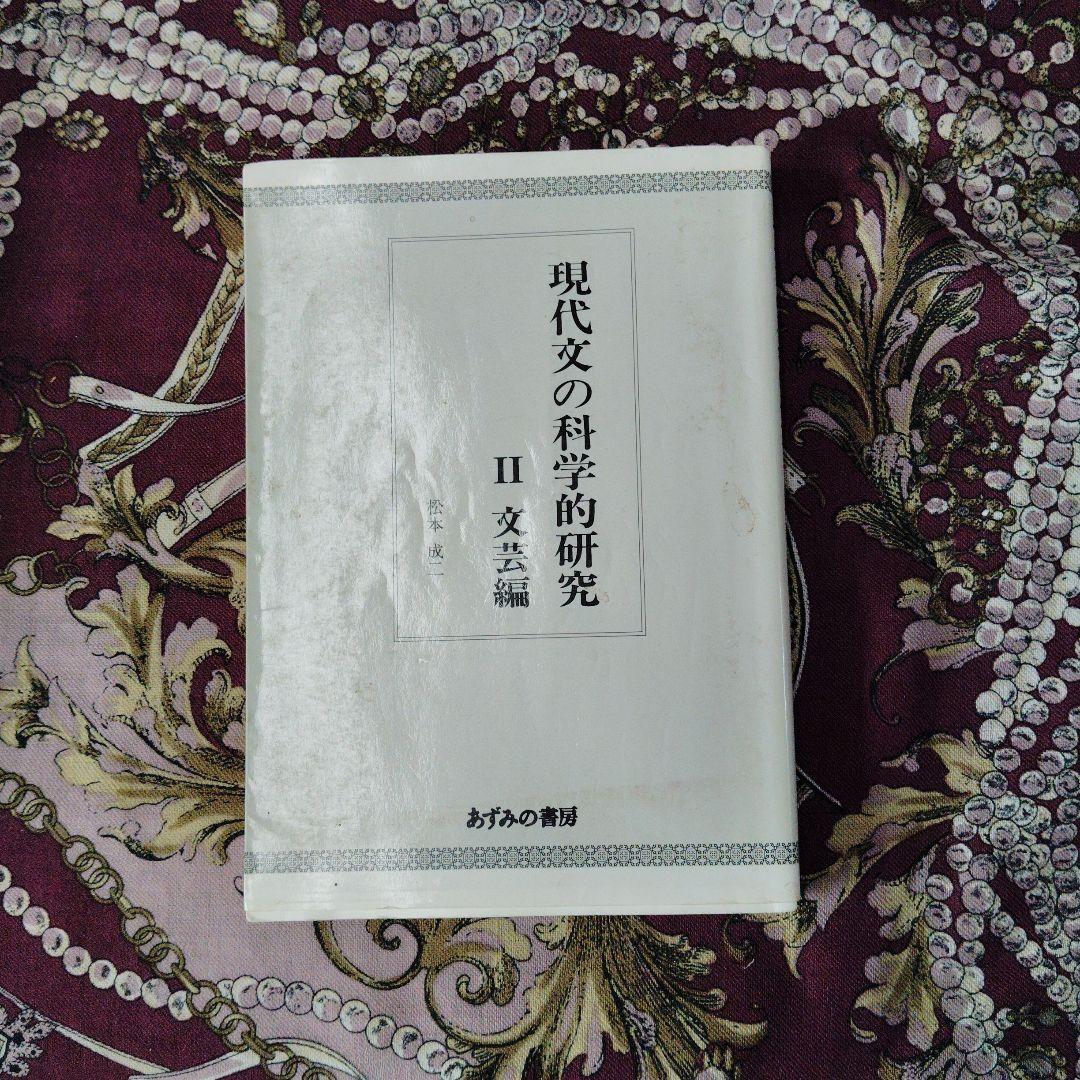 現代文の科学的研究
II 文芸編
松本 成二
あずみの書房